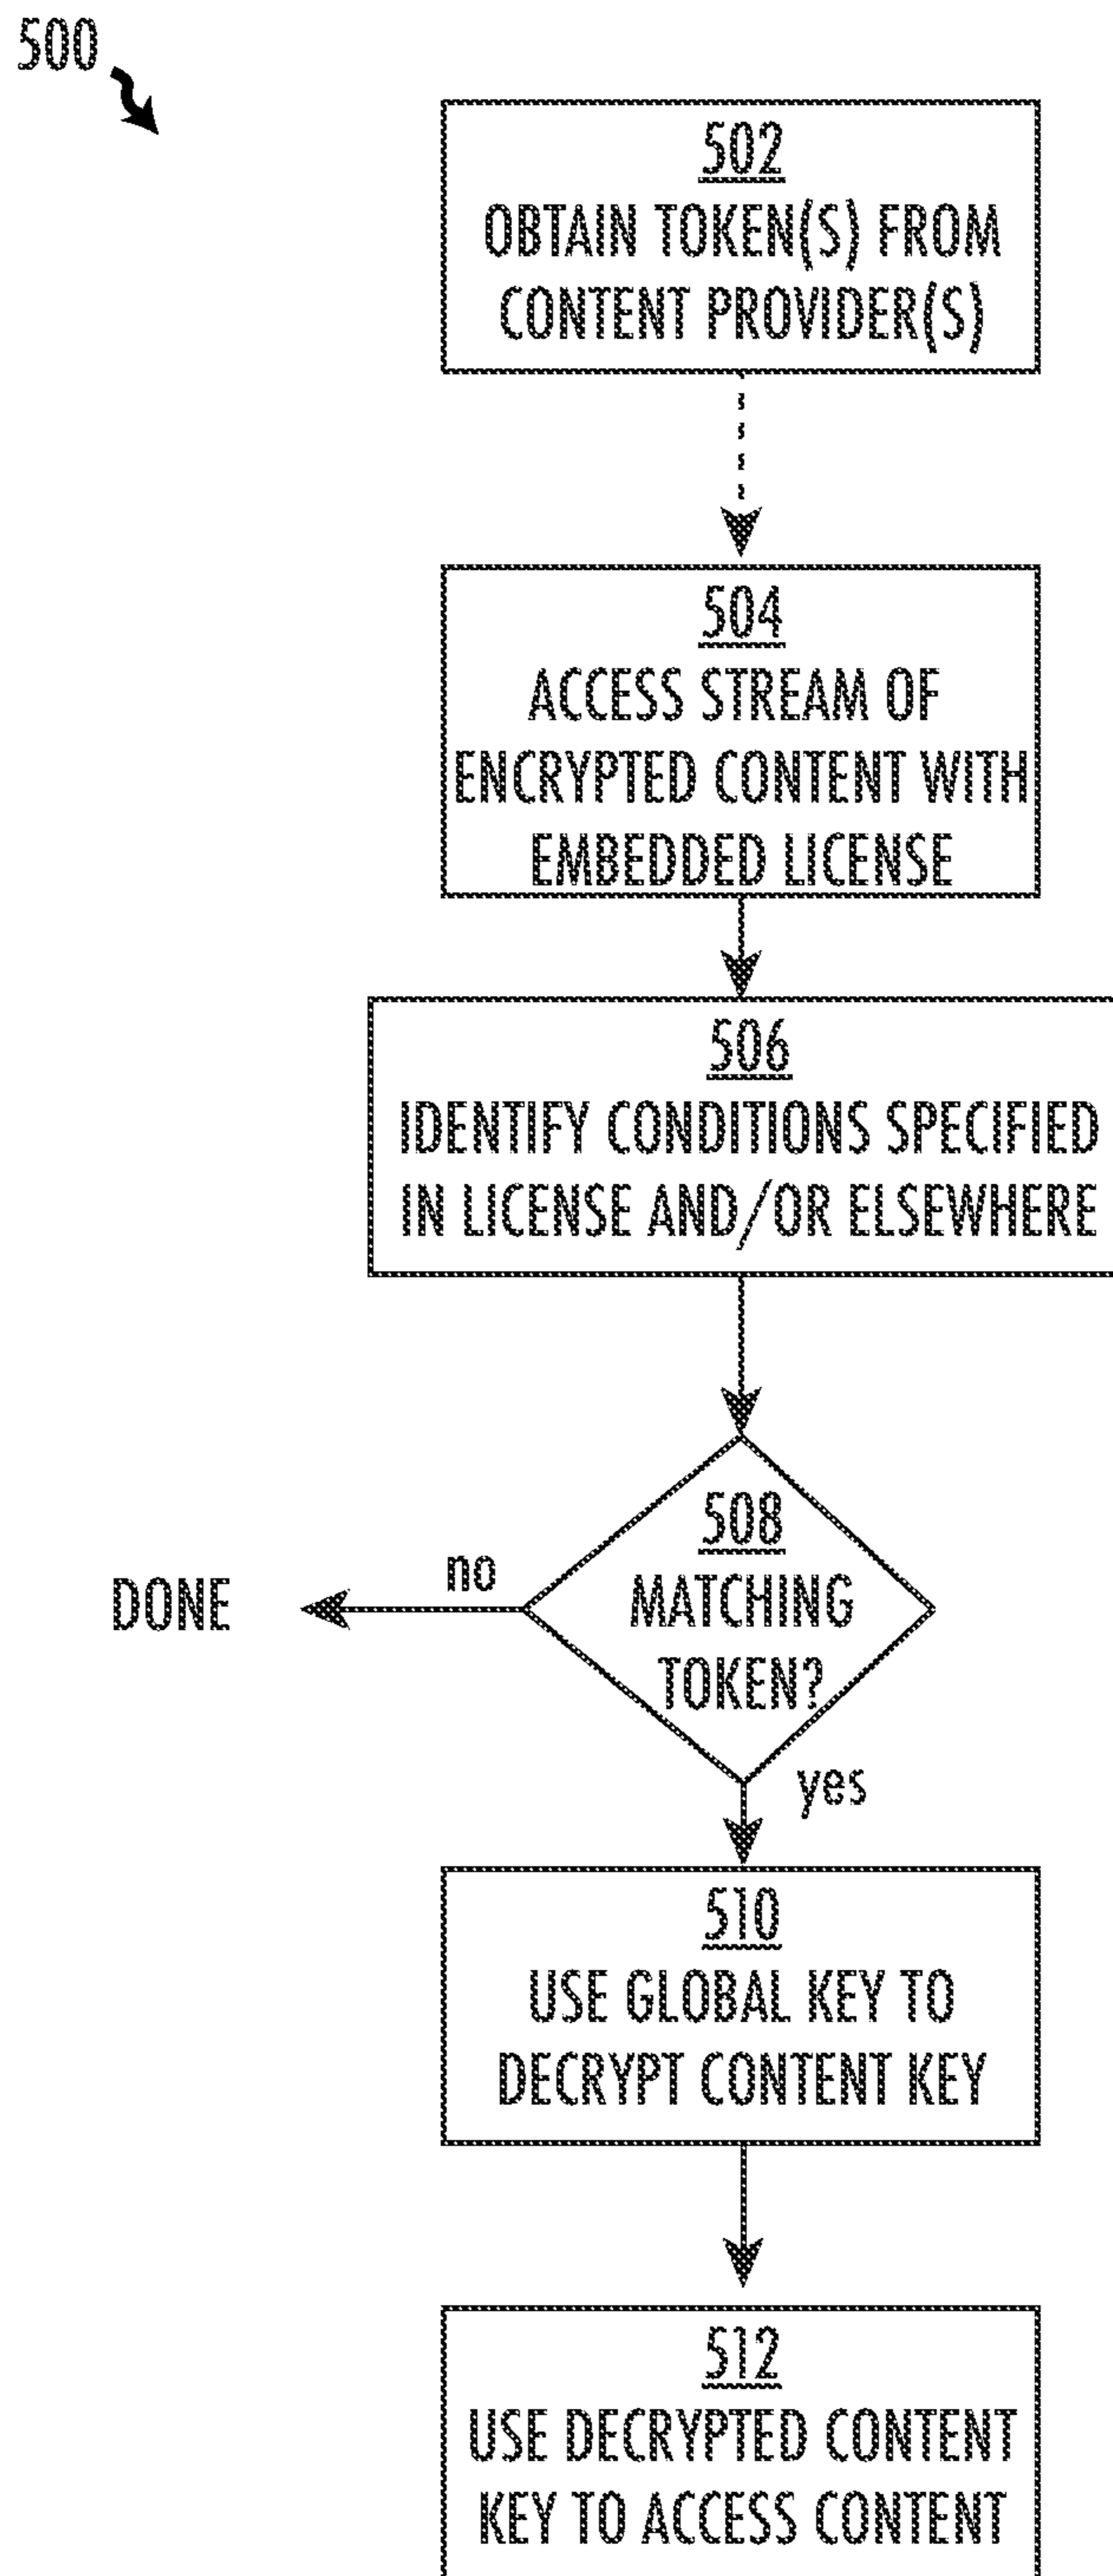 500
502
OBTAIN TOKEN(S) FROM
CONTENT PROVIDER(S)
504
ACCESS STREAM OF
ENCRYPTED CONTENT WITH
EMBEDDED LICENSE
506
IDENTIFY CONDITIONS SPECIFIED
IN LICENSE AND/OR ELSEWHERE
508
MATCHING
TOKEN?
no
DONE
yes
510
USE GLOBAL KEY TO
DECRYPT CONTENT KEY
512
USE DECRYPTED CONTENT
KEY TO ACCESS CONTENT